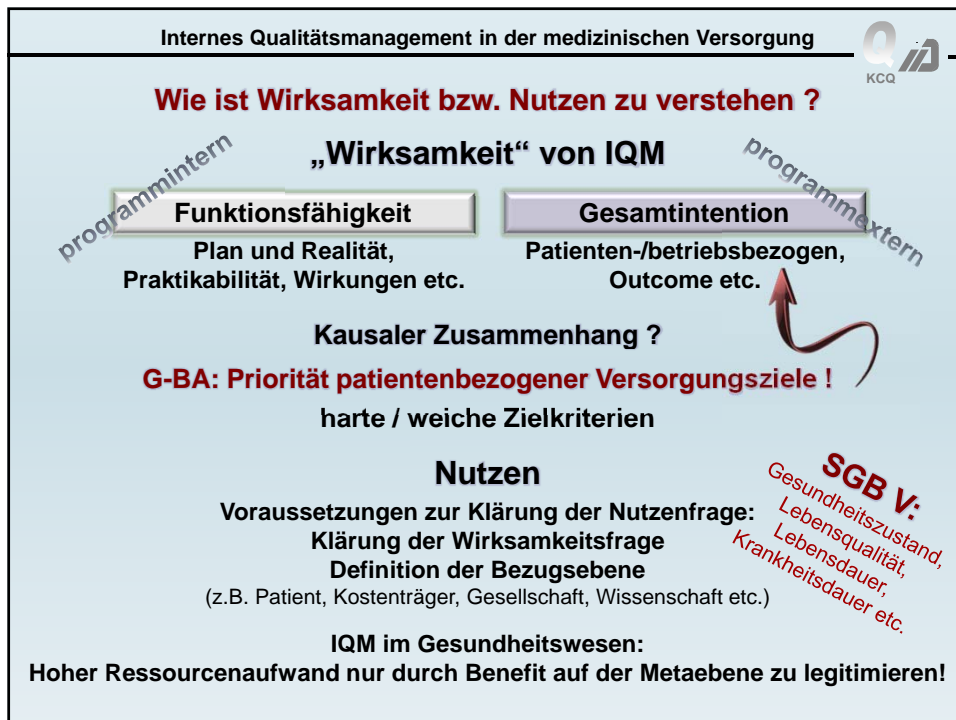 Internes Qualitätsmanagement in der medizinischen Versorgung
Q
KCQ
Wie ist Wirksamkeit bzw. Nutzen zu verstehen ?
„Wirksamkeit“ von IQM
programmintern
programmextern
Funktionsfähigkeit
Plan und Realität,
Praktikabilität, Wirkungen etc.
Gesamtintention
Patienten-/betriebsbezogen,
Outcome etc.
Kausaler Zusammenhang ?
G-BA: Priorität patientenbezogener Versorgungsziele !
harte / weiche Zielkriterien
Nutzen
Voraussetzungen zur Klärung der Nutzenfrage:
Klärung der Wirksamkeitsfrage
Definition der Bezugsebene
(z.B. Patient, Kostenträger, Gesellschaft, Wissenschaft etc.)
SGB V:
Gesundheitszustand,
Lebensqualität,
Lebensdauer,
Krankheitsdauer etc.
IQM im Gesundheitswesen:
Hoher Ressourcenaufwand nur durch Benefit auf der Metaebene zu legitimieren!